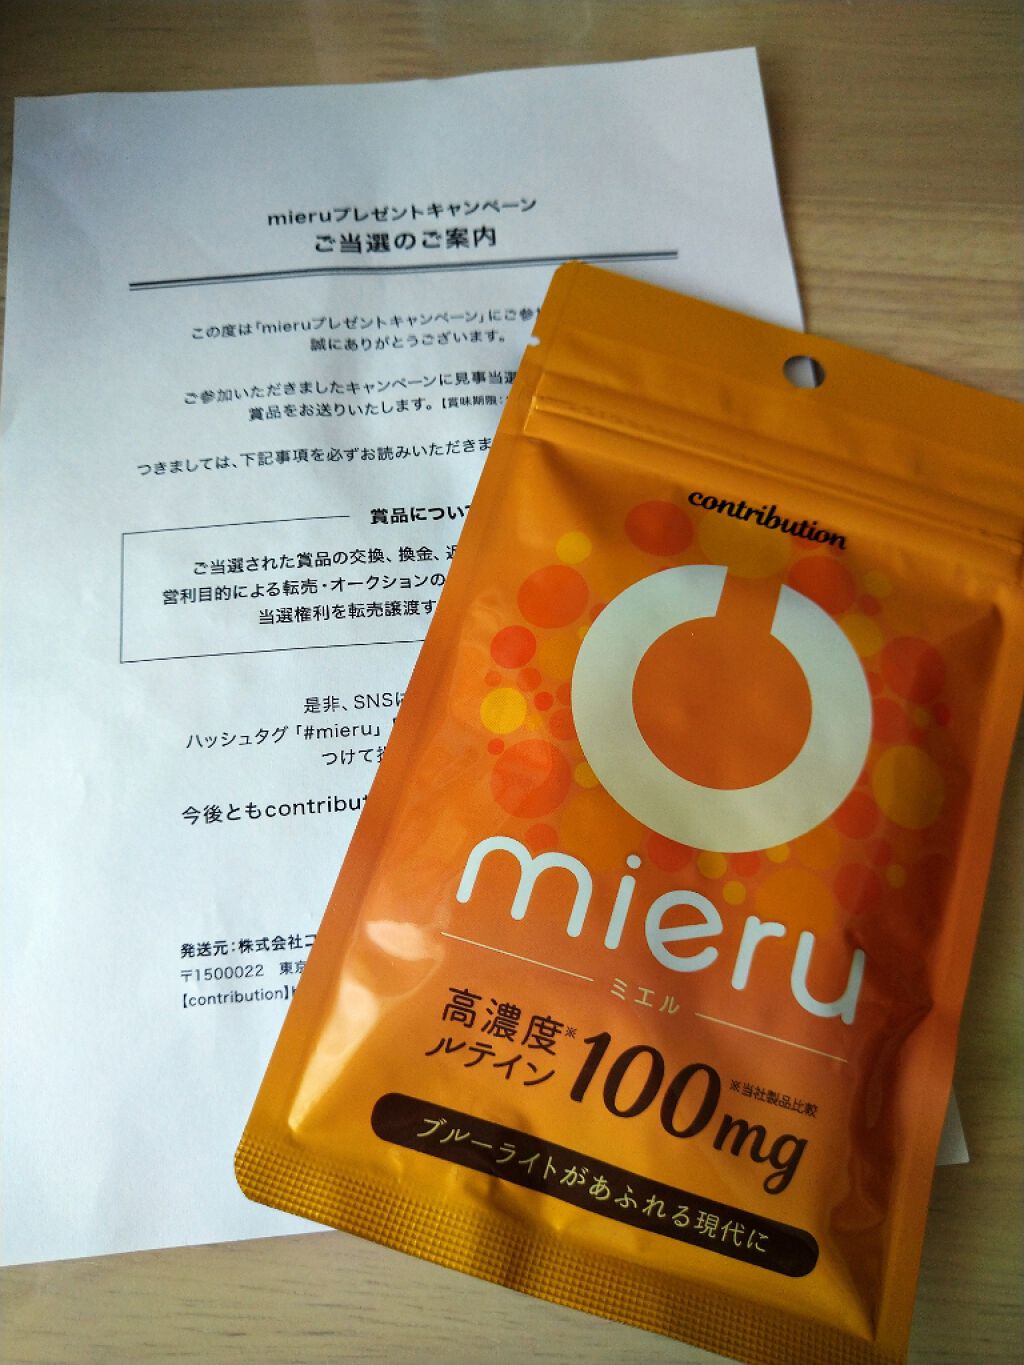 mieruプレゼントキャンペーン
ご当選のご案内
この度は「mieruプレゼントキャンペーン」にご参
誠にありがとうございます。
ご参加いただきましたキャンペーンに見事当選
賞品をお送りいたします。【賞味期限:
つきましては、下記事項を必ずお読みいただきま
賞品につい
ご当選された賞品の交換、換金、返
営利目的による転売・オークションの
当選権利を転売譲渡す
是非、SNSに
ハッシュタグ「#mieru」
つけて
今後ともcontribu
発送元:株式会社コ
〒1500022 東京
【contribution】
contribution
mieru
ミエル
高濃度※
ルテイン
100mg
※当社製品比較
ブルーライトがあふれる現代に